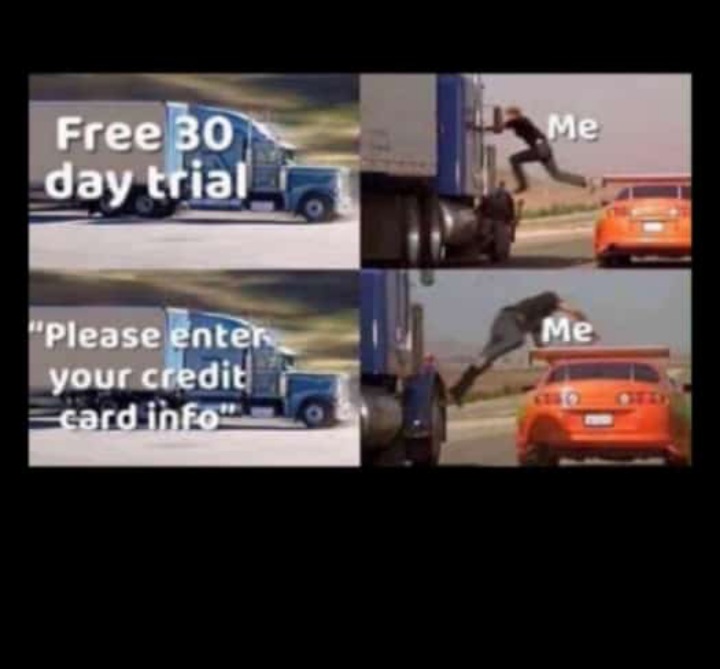 Free 30
day trial
Me
"Please enter
your credit
card info"
Me